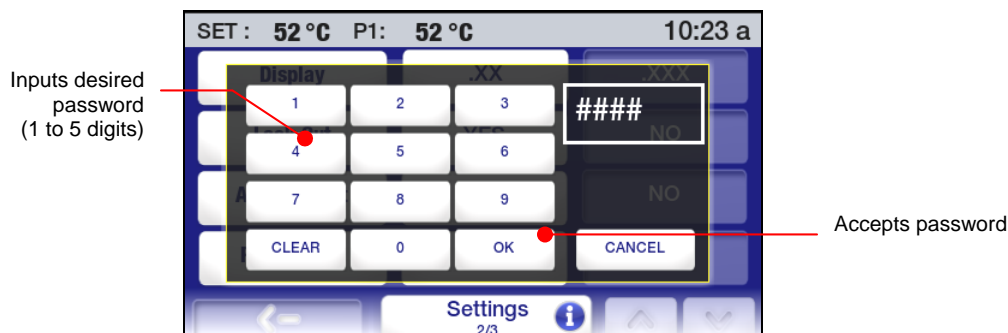 SET : 52 °C P1: 52 °C 10:23 a
Display .XX .XXX
Inputs desired
password
(1 to 5 digits)
1 2 3 ####
YES NO
4 5 6
7 8 9 NO
Accepts password
CLEAR 0 OK CANCEL
Settings
2/3